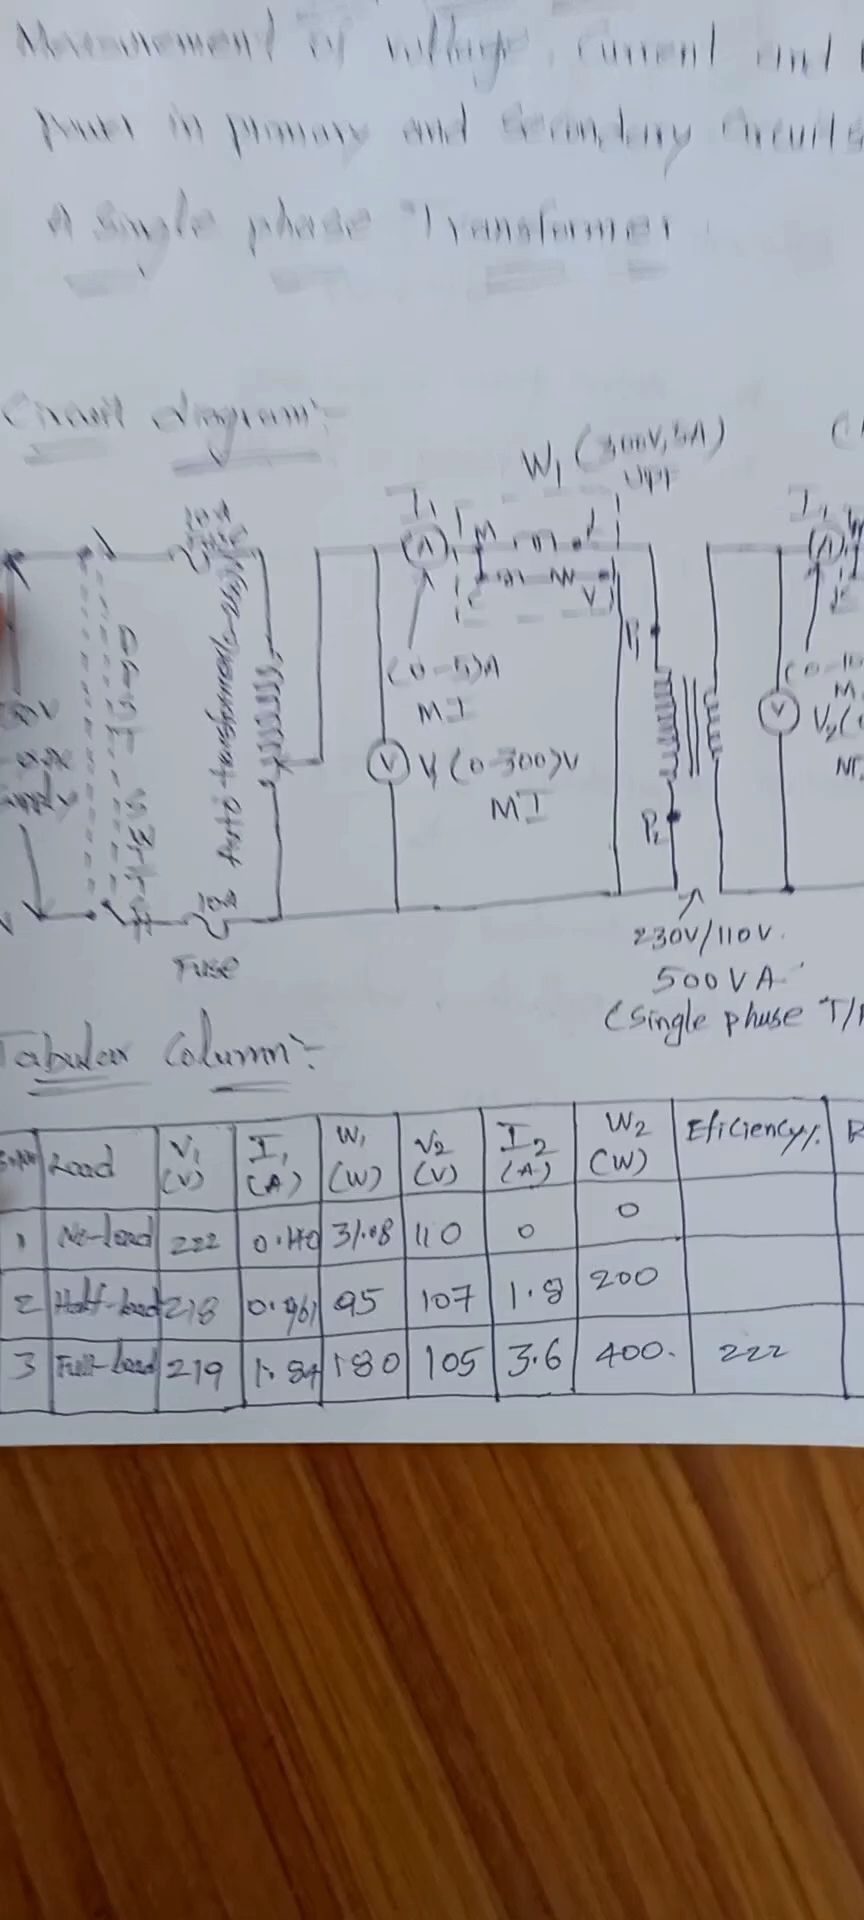 Measurement of voltage, Current and
power in primary and secondary circuits
A single phase Transformer
Circuit diagram:-
W1 (300V, 5A)
UPF
I1
M L
C V
(0-5)A
MI
V1 (0-300)V
MI
Auto transformer
10A
10A
Fuse
supply
P1
P2
V2
230V/110V.
500VA
(Single phase T/
Tabular Column:-
Load V1 (V) I1 (A) W1 (W) V2 (V) I2 (A) W2 (W) Eficiency%.
1 No-load 222 0.140 31.08 110 0 0
2 Half-load 218 0.961 95 107 1.8 200
3 Full-load 219 1.84 180 105 3.6 400. 222